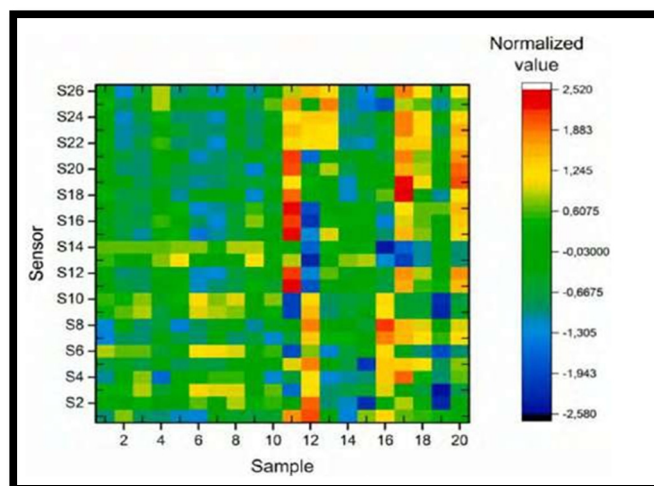 Normalized
value
2,520
1,883
1,245
0,6075
-0,03000
-0,6675
-1,305
-1,943
-2,580
S26
S24
S22
S20
S18
S16
S14
S12
S10
S8
S6
S4
S2
Sensor
2 4 6 8 10 12 14 16 18 20
Sample